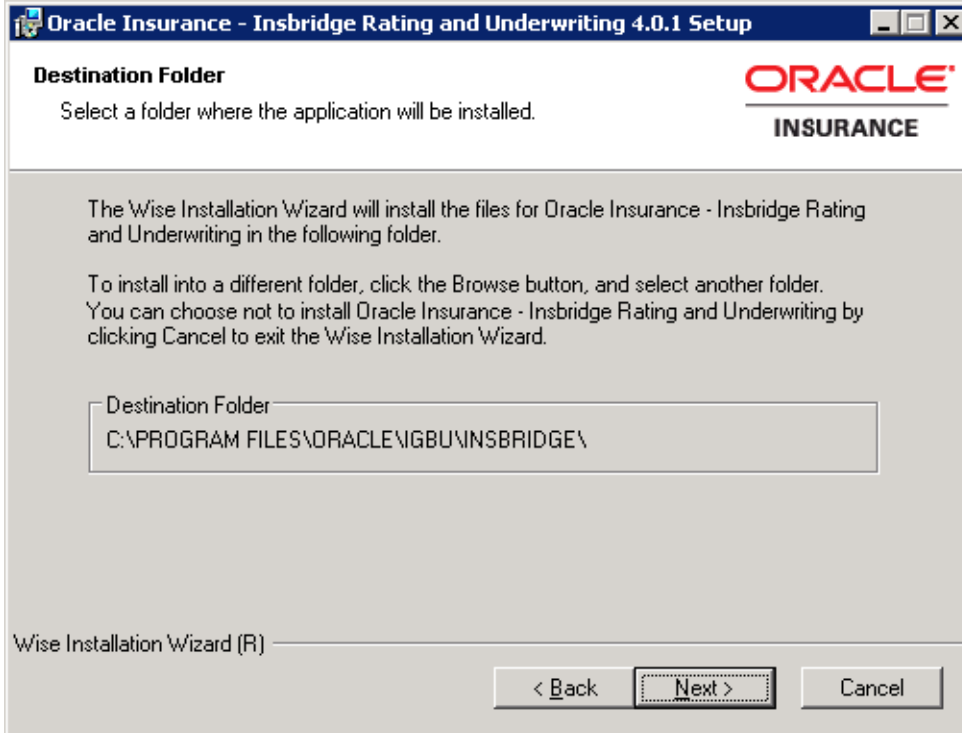 Oracle Insurance - Insbridge Rating and Underwriting 4.0.1 Setup
Destination Folder
Select a folder where the application will be installed.
ORACLE
INSURANCE
The Wise Installation Wizard will install the files for Oracle Insurance - Insbridge Rating
and Underwriting in the following folder.
To install into a different folder, click the Browse button, and select another folder.
You can choose not to install Oracle Insurance - Insbridge Rating and Underwriting by
clicking Cancel to exit the Wise Installation Wizard.
Destination Folder
C:\PROGRAM FILES\ORACLE\IGBU\INSBRIDGE\
Wise Installation Wizard (R)
< Back
Next >
Cancel